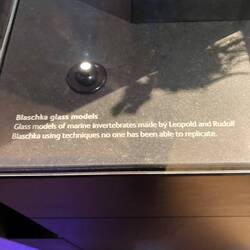 Blaschka glass models
Glass models of marine invertebrates made by Leopold and Rudolf
Blaschka using techniques no one has been able to replicate.